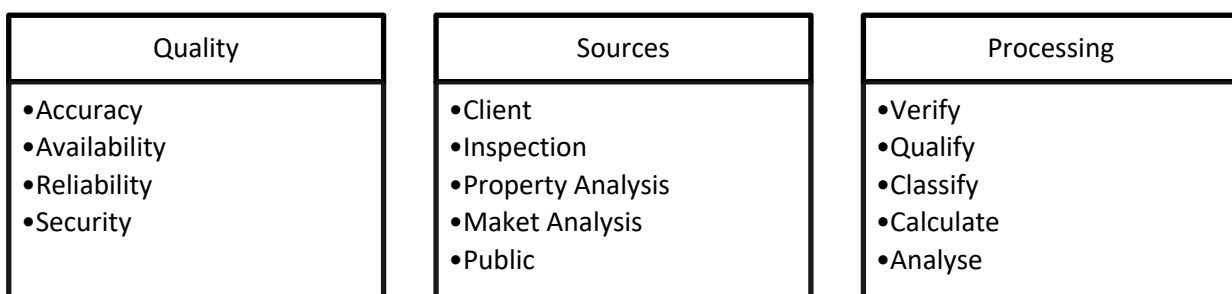 Quality
•Accuracy
•Availability
•Reliability
•Security
Sources
•Client
•Inspection
•Property Analysis
•Maket Analysis
•Public
Processing
•Verify
•Qualify
•Classify
•Calculate
•Analyse